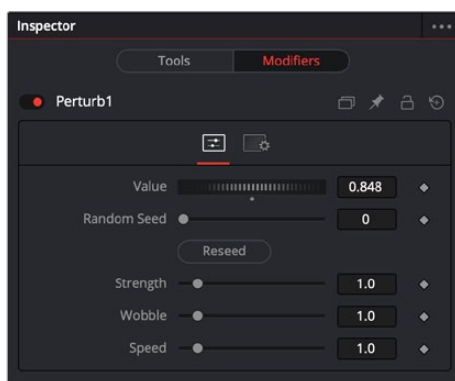 Inspector
Tools Modifiers
Perturb1
Value 0.848
Random Seed 0
Reseed
Strength 1.0
Wobble 1.0
Speed 1.0